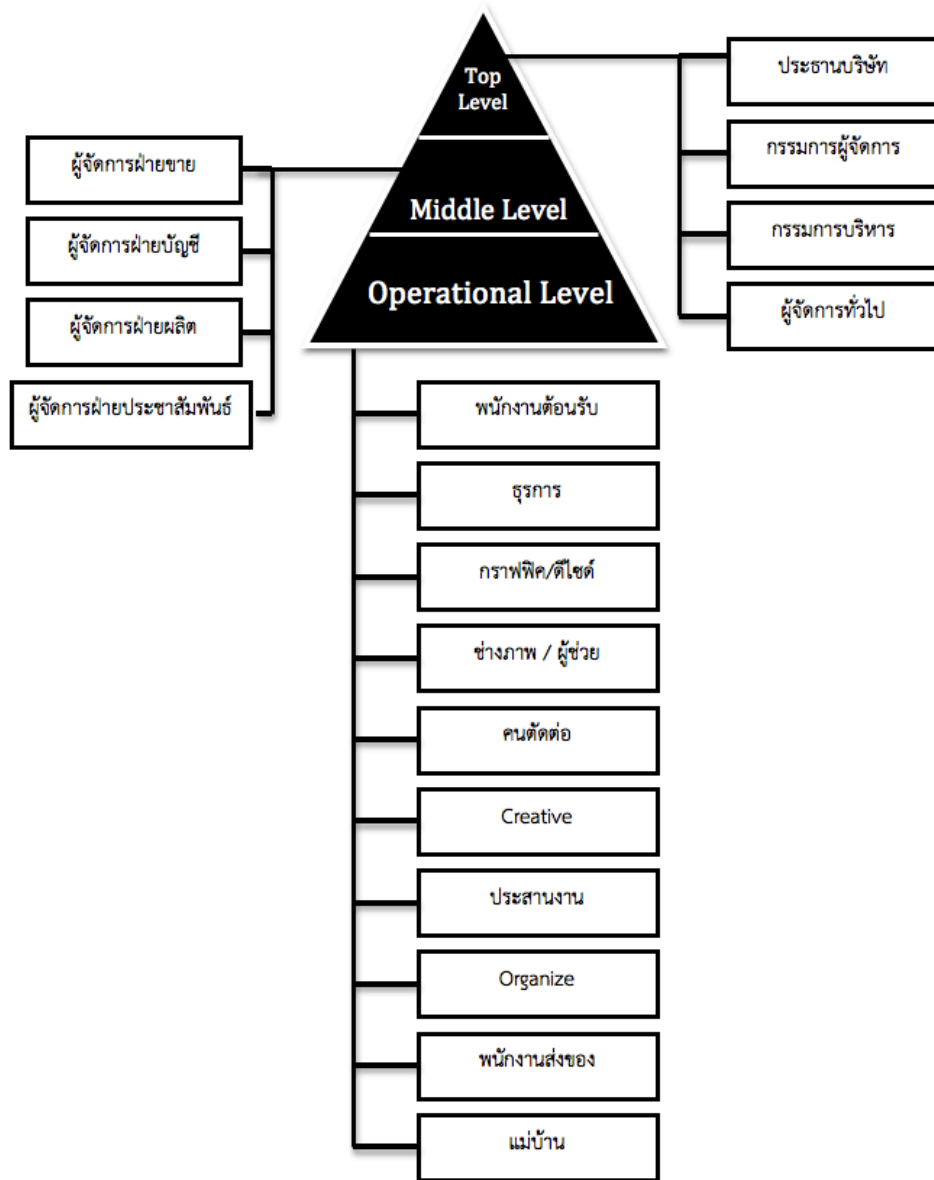 Top
Level
Middle Level
Operational Level
ประธานบริษัท
กรรมการผู้จัดการ
กรรมการบริหาร
ผู้จัดการทั่วไป
ผู้จัดการฝ่ายขาย
ผู้จัดการฝ่ายบัญชี
ผู้จัดการฝ่ายผลิต
ผู้จัดการฝ่ายประชาสัมพันธ์
พนักงานต้อนรับ
ธุรการ
กราฟฟิค/ดีไซด์
ช่างภาพ / ผู้ช่วย
คนตัดต่อ
Creative
ประสานงาน
Organize
พนักงานส่งของ
แม่บ้าน